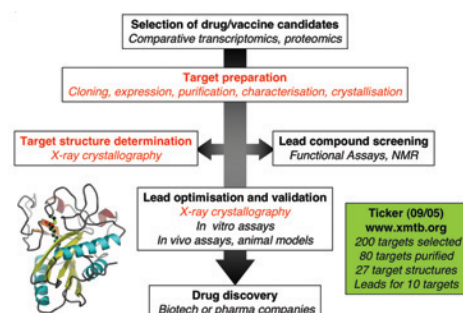 Selection of drug/vaccine candidates
Comparative transcriptomics, proteomics
Target preparation
Cloning, expression, purification, characterisation, crystallisation
Target structure determination
X-ray crystallography
Lead compound screening
Functional Assays, NMR
Lead optimisation and validation
X-ray crystallography
In vitro assays
In vivo assays, animal models
Ticker (09/05)
www.xmtb.org
200 targets selected
80 targets purified
27 target structures
Leads for 10 targets
Drug discovery
Biotech or pharma companies